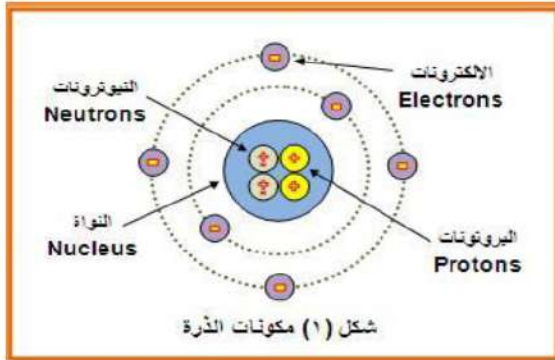 الالكترونات
Electrons
النيوترونات
Neutrons
النواة
Nucleus
البروتونات
Protons
شكل (١) مكونات الذرة